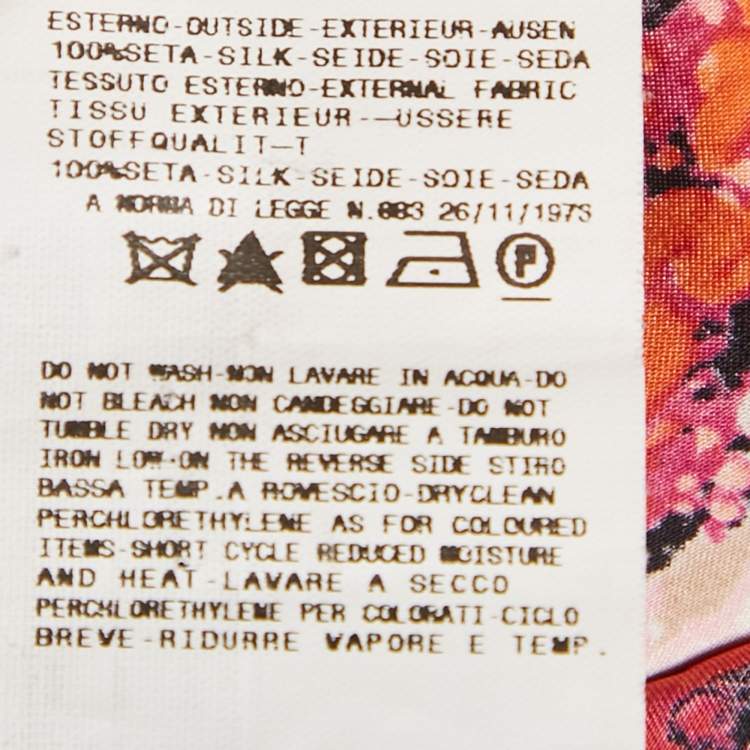 ESTERNO-OUTSIDE-EXTERIEUR-AUSEN
100%SETA-SILK-SEIDE-SOIE-SEDA
TESSUTO ESTERNO-EXTERNAL FABRIC
TISSU EXTERIEUR-—USSERE
STOFFQUALIT—T
100%SETA-SILK-SEIDE-SOIE-SEDA
A NORMA DI LEGGE N.883 26/11/1973
P
DO NOT WASH-NON LAVARE IN ACQUA-DO
NOT BLEACH NON CANDEGGIARE-DO NOT
TUMBLE DRY NON ASCIUGARE A TAMBURO
IRON LOW-ON THE REVERSE SIDE STIRO
BASSA TEMP.A ROVESCIO-DRYCLEAN
PERCHLORETHYLENE AS FOR COLOURED
ITEMS-SHORT CYCLE REDUCED MOISTURE
AND HEAT-LAVARE A SECCO
PERCHLORETHYLENE PER COLORATI-CICLO
BREVE-RIDURRE VAPORE E TEMP.